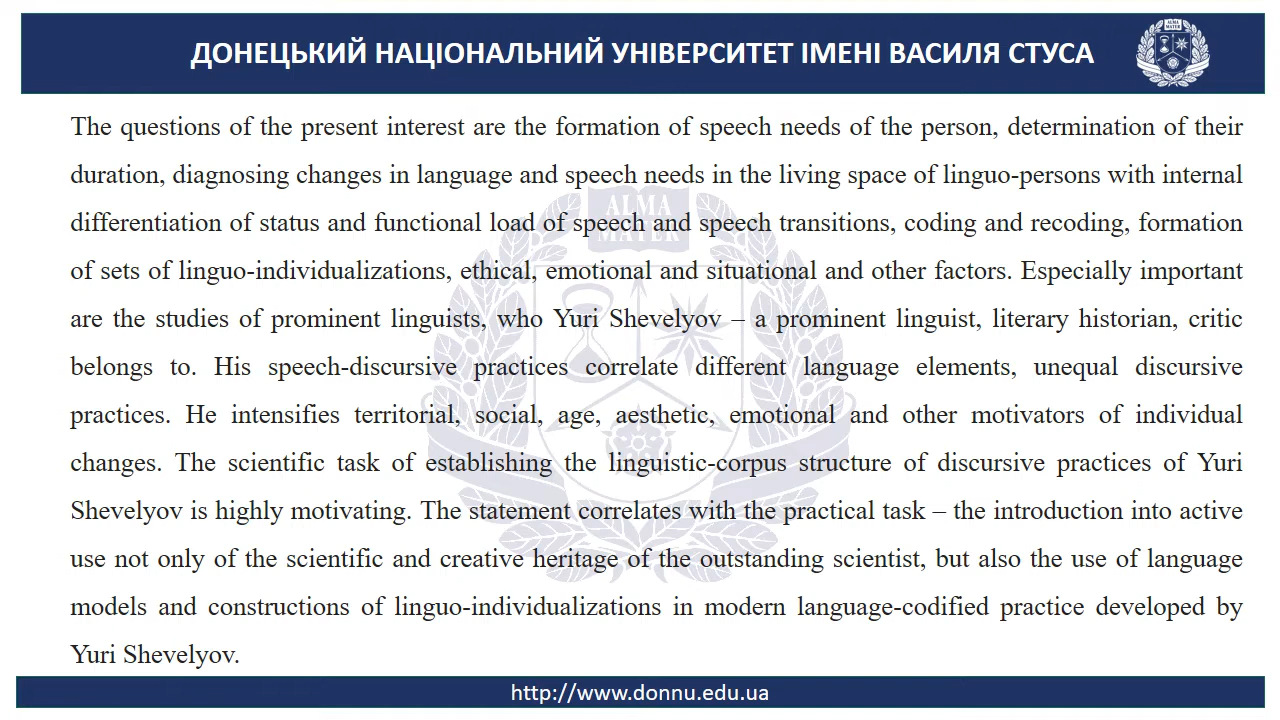 ДОНЕЦЬКИЙ НАЦІОНАЛЬНИЙ УНІВЕРСИТЕТ ІМЕНІ ВАСИЛЯ СТУСА
ALMA
MATER
The questions of the present interest are the formation of speech needs of the person, determination of their
duration, diagnosing changes in language and speech needs in the living space of linguo-persons with internal
differentiation of status and functional load of speech and speech transitions, coding and recoding, formation
of sets of linguo-individualizations, ethical, emotional and situational and other factors. Especially important
are the studies of prominent linguists, who Yuri Shevelyov – a prominent linguist, literary historian, critic
belongs to. His speech-discursive practices correlate different language elements, unequal discursive
practices. He intensifies territorial, social, age, aesthetic, emotional and other motivators of individual
changes. The scientific task of establishing the linguistic-corpus structure of discursive practices of Yuri
Shevelyov is highly motivating. The statement correlates with the practical task – the introduction into active
use not only of the scientific and creative heritage of the outstanding scientist, but also the use of language
models and constructions of linguo-individualizations in modern language-codified practice developed by
Yuri Shevelyov.
ALMA
MATER
http://www.donnu.edu.ua